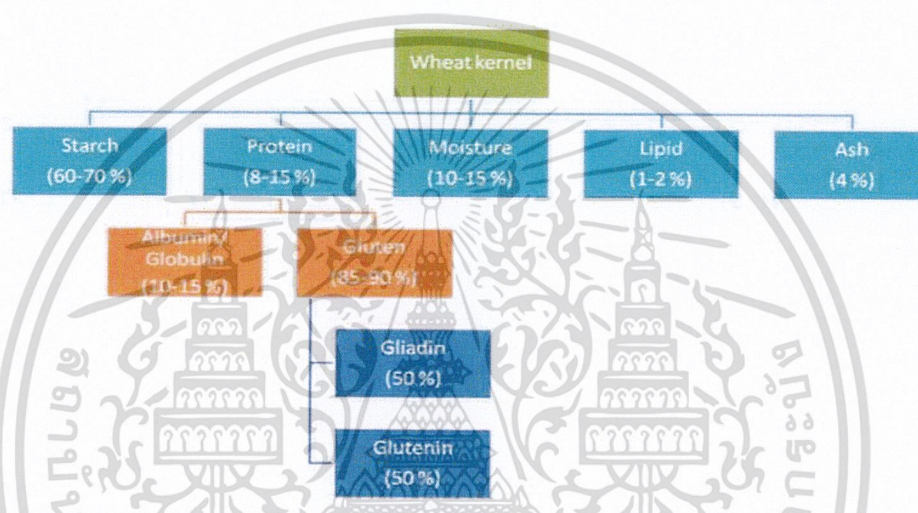 Wheat kernel
Starch
(60-70 %)
Protein
(8-15 %)
Moisture
(10-15 %)
Lipid
(1-2 %)
Ash
(4 %)
Albumin/
Globulin
(10-15 %)
Gluten
(85-90 %)
Gliadin
(50 %)
Glutenin
(50 %)